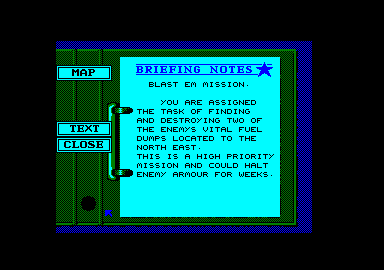 BRIEFING NOTES
MAP
BLAST EM MISSION.
YOU ARE ASSIGNED
THE TASK OF FINDING
AND DESTROYING TWO OF
THE ENEMYS VITAL FUEL
DUMPS LOCATED TO THE
NORTH EAST.
THIS IS A HIGH PRIORITY
MISSION AND COULD HALT
ENEMY ARMOUR FOR WEEKS.
TEXT
CLOSE